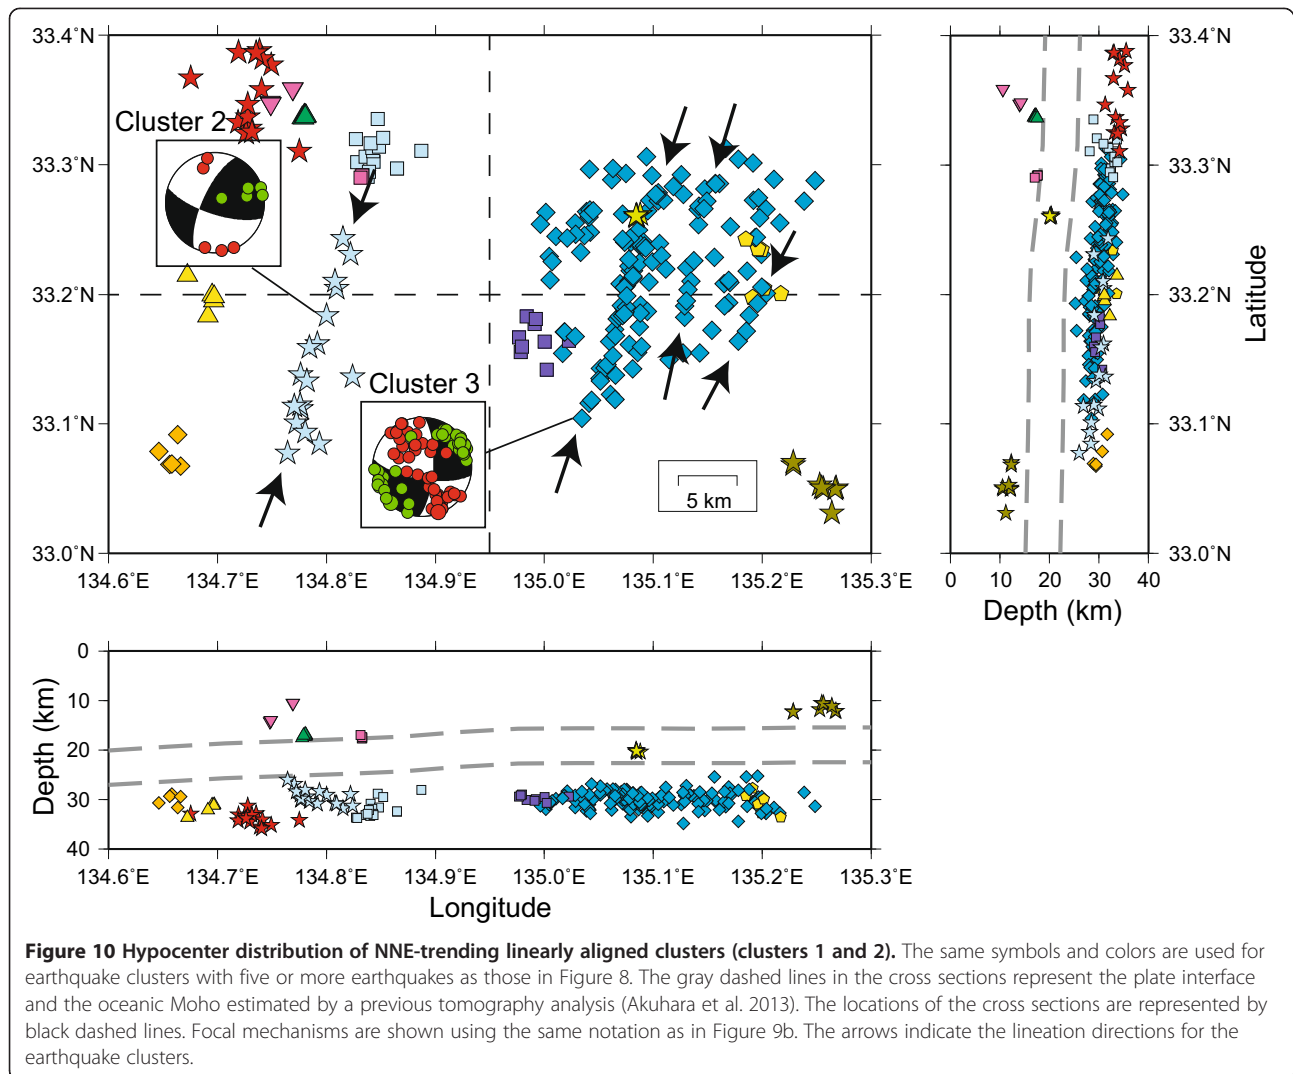 33.4°N
33.3°N
33.2°N
33.1°N
33.0°N
134.6°E 134.7°E 134.8°E 134.9°E 135.0°E 135.1°E 135.2°E 135.3°E
Cluster 2
Cluster 3
5 km
33.4°N
33.3°N
33.2°N
33.1°N
33.0°N
Latitude
0 10 20 30 40
Depth (km)
0
10
20
30
40
Depth (km)
134.6°E 134.7°E 134.8°E 134.9°E 135.0°E 135.1°E 135.2°E 135.3°E
Longitude
Figure 10 Hypocenter distribution of NNE-trending linearly aligned clusters (clusters 1 and 2). The same symbols and colors are used for
earthquake clusters with five or more earthquakes as those in Figure 8. The gray dashed lines in the cross sections represent the plate interface
and the oceanic Moho estimated by a previous tomography analysis (Akuhara et al. 2013). The locations of the cross sections are represented by
black dashed lines. Focal mechanisms are shown using the same notation as in Figure 9b. The arrows indicate the lineation directions for the
earthquake clusters.